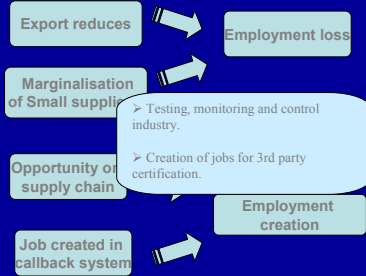 Export reduces
Employment loss
Marginalisation
of Small
➢ Testing, monitoring and control
industry.
➢ Creation of jobs for 3rd party
certification.
Opportunity
supply chain
Employment
creation
Job created in
callback system